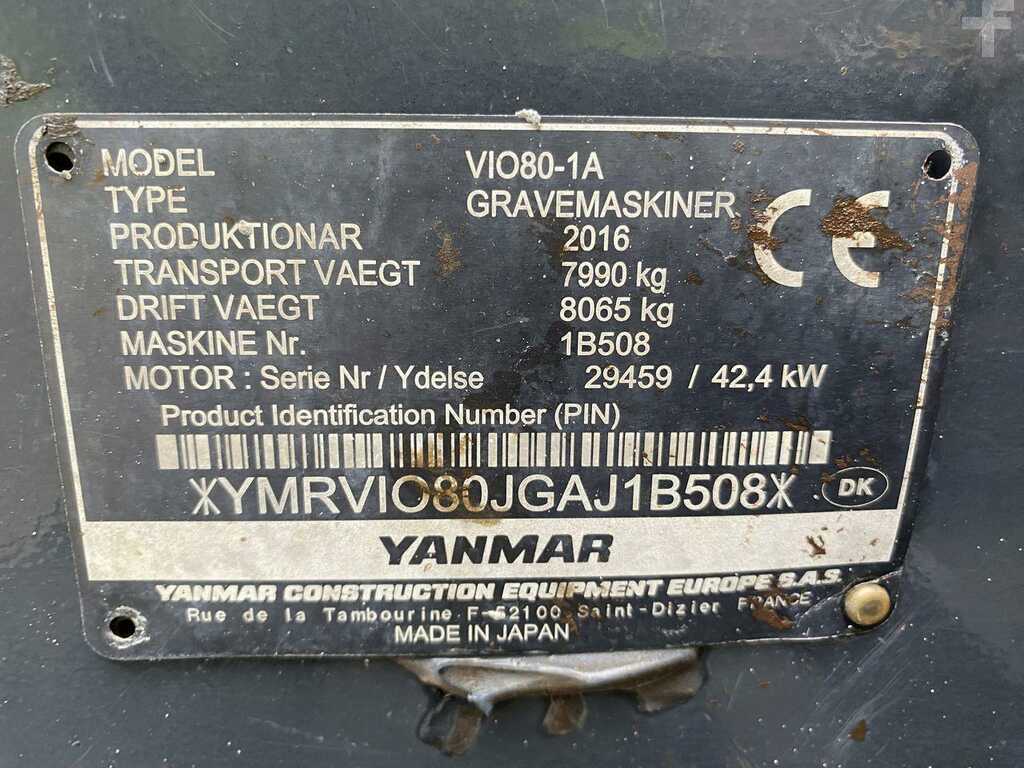 MODEL VIO80-1A
TYPE GRAVEMASKINER
PRODUKTIONAR 2016
TRANSPORT VAEGT 7990 kg
DRIFT VAEGT 8065 kg
MASKINE Nr. 1B508
MOTOR : Serie Nr / Ydelse 29459 / 42,4 kW
CE
Product Identification Number (PIN)
YMRVIO80JGAJ1B508
DK
YANMAR
YANMAR CONSTRUCTION EQUIPMENT EUROPE S.A.S.
Rue de la Tambourine F-52100 Saint-Dizier FRANCE
MADE IN JAPAN